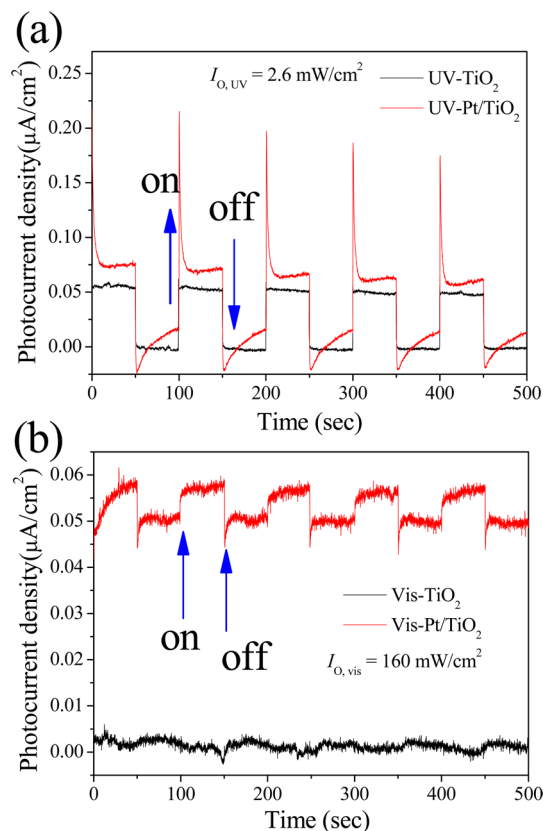 (a)
I_O, UV = 2.6 mW/cm²
UV-TiO₂
UV-Pt/TiO₂
on
off
Photocurrent density(μA/cm²)
0.25
0.20
0.15
0.10
0.05
0.00
0 100 200 300 400 500
Time (sec)
(b)
Photocurrent density(μA/cm²)
0.06
0.05
0.04
0.03
0.02
0.01
0.00
on
off
Vis-TiO₂
Vis-Pt/TiO₂
I_O, vis = 160 mW/cm²
0 100 200 300 400 500
Time (sec)